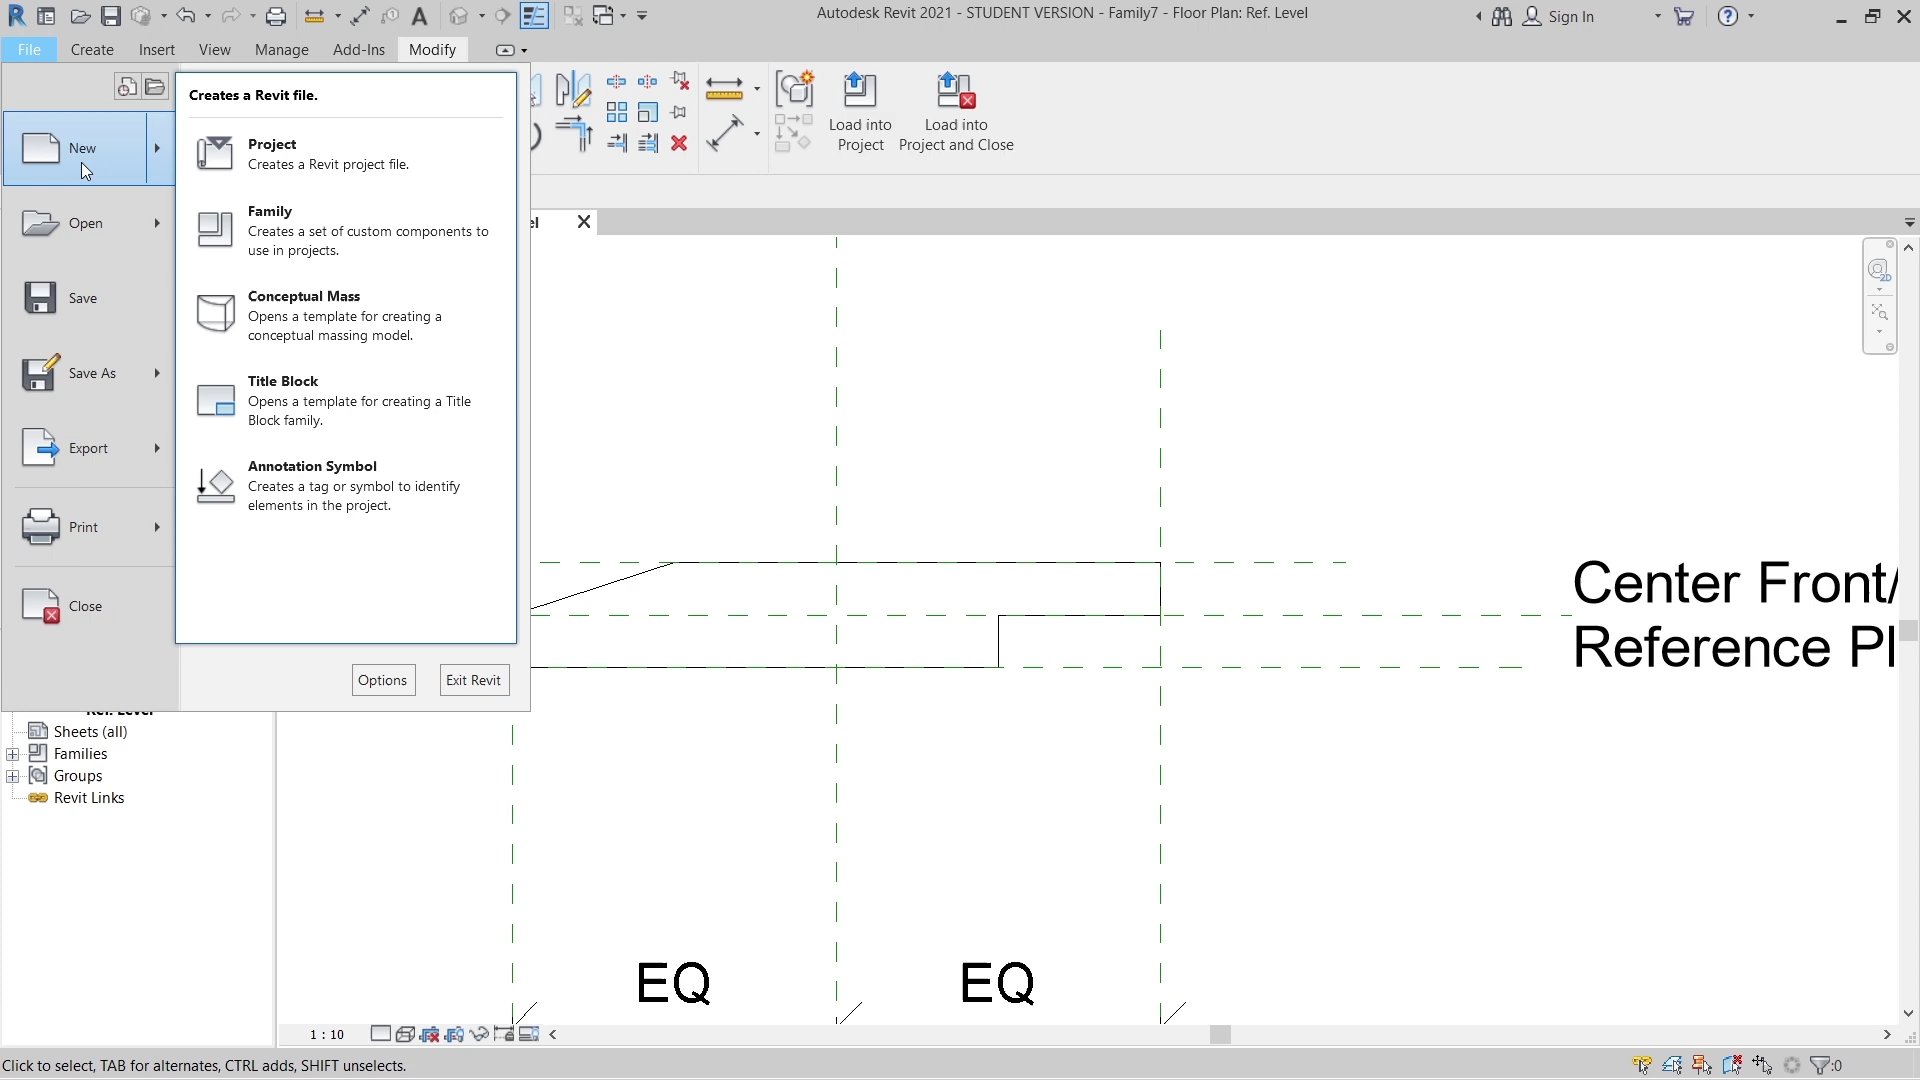 Autodesk Revit 2021 - STUDENT VERSION - Family7 - Floor Plan: Ref. Level
Sign In
File
Create
Insert
View
Manage
Add-Ins
Modify
Creates a Revit file.
New
Project
Creates a Revit project file.
Open
Family
Creates a set of custom components to
use in projects.
Save
Conceptual Mass
Opens a template for creating a
conceptual massing model.
Save As
Title Block
Opens a template for creating a Title
Block family.
Export
Annotation Symbol
Creates a tag or symbol to identify
elements in the project.
Print
Close
Options
Exit Revit
Load into
Project
Load into
Project and Close
el
2D
Center Front/
Reference Pl
Ref. Level
Sheets (all)
Families
Groups
Revit Links
EQ
EQ
1 : 10
Click to select, TAB for alternates, CTRL adds, SHIFT unselects.
:0